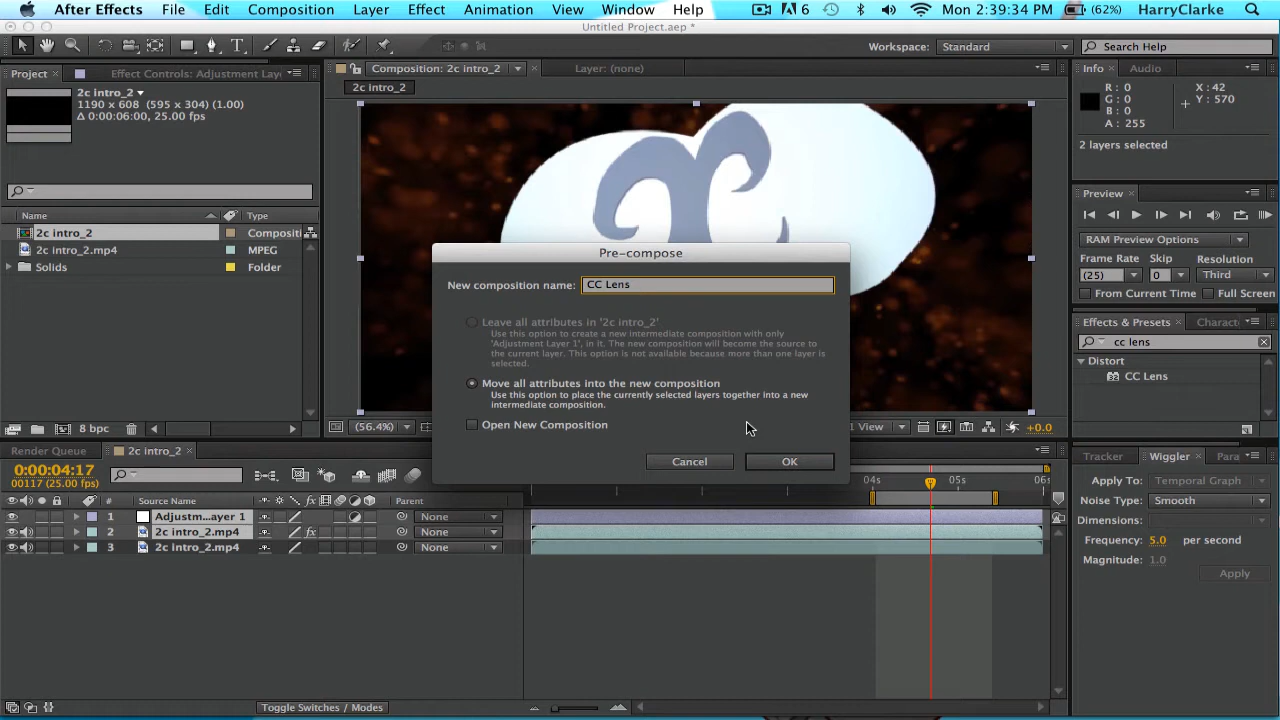 After Effects File Edit Composition Layer Effect Animation View Window Help 6 Mon 2:39:34 PM (62%) HarryClarke
Untitled Project.aep *
T Workspace: Standard Search Help
Project Effect Controls: Adjustment Lay Composition: 2c intro_2 Layer: (none) Info Audio
2c intro_2
1190 x 608 (595 x 304) (1.00)
Δ 0:00:06:00, 25.00 fps
2c intro_2
R: 0
G: 0
B: 0
A: 255
X: 42
Y: 570
2 layers selected
Preview
RAM Preview Options
Frame Rate Skip Resolution
(25) 0 Third
From Current Time Full Screen
Name Type
2c intro_2 Compositi
2c intro_2.mp4 MPEG
Solids Folder
Effects & Presets Charact
cc lens
Distort
CC Lens
Pre-compose
New composition name: CC Lens
Leave all attributes in '2c intro_2'
Use this option to create a new intermediate composition with only
'Adjustment Layer 1', in it. The new composition will become the source to
the current layer. This option is not available because more than one layer is
selected.
Move all attributes into the new composition
Use this option to place the currently selected layers together into a new
intermediate composition.
Open New Composition
Cancel OK
8 bpc (56.4%) 1 View +0.0
Render Queue 2c intro_2 Tracker Wiggler Para
0:00:04:17
00117 (25.00 fps)
04s 05s 06s
# Source Name Parent
1 Adjustm...ayer 1 None
2 2c intro_2.mp4 fx None
3 2c intro_2.mp4 None
Apply To: Temporal Graph
Noise Type: Smooth
Dimensions:
Frequency: 5.0 per second
Magnitude: 1.0
Apply
Toggle Switches / Modes